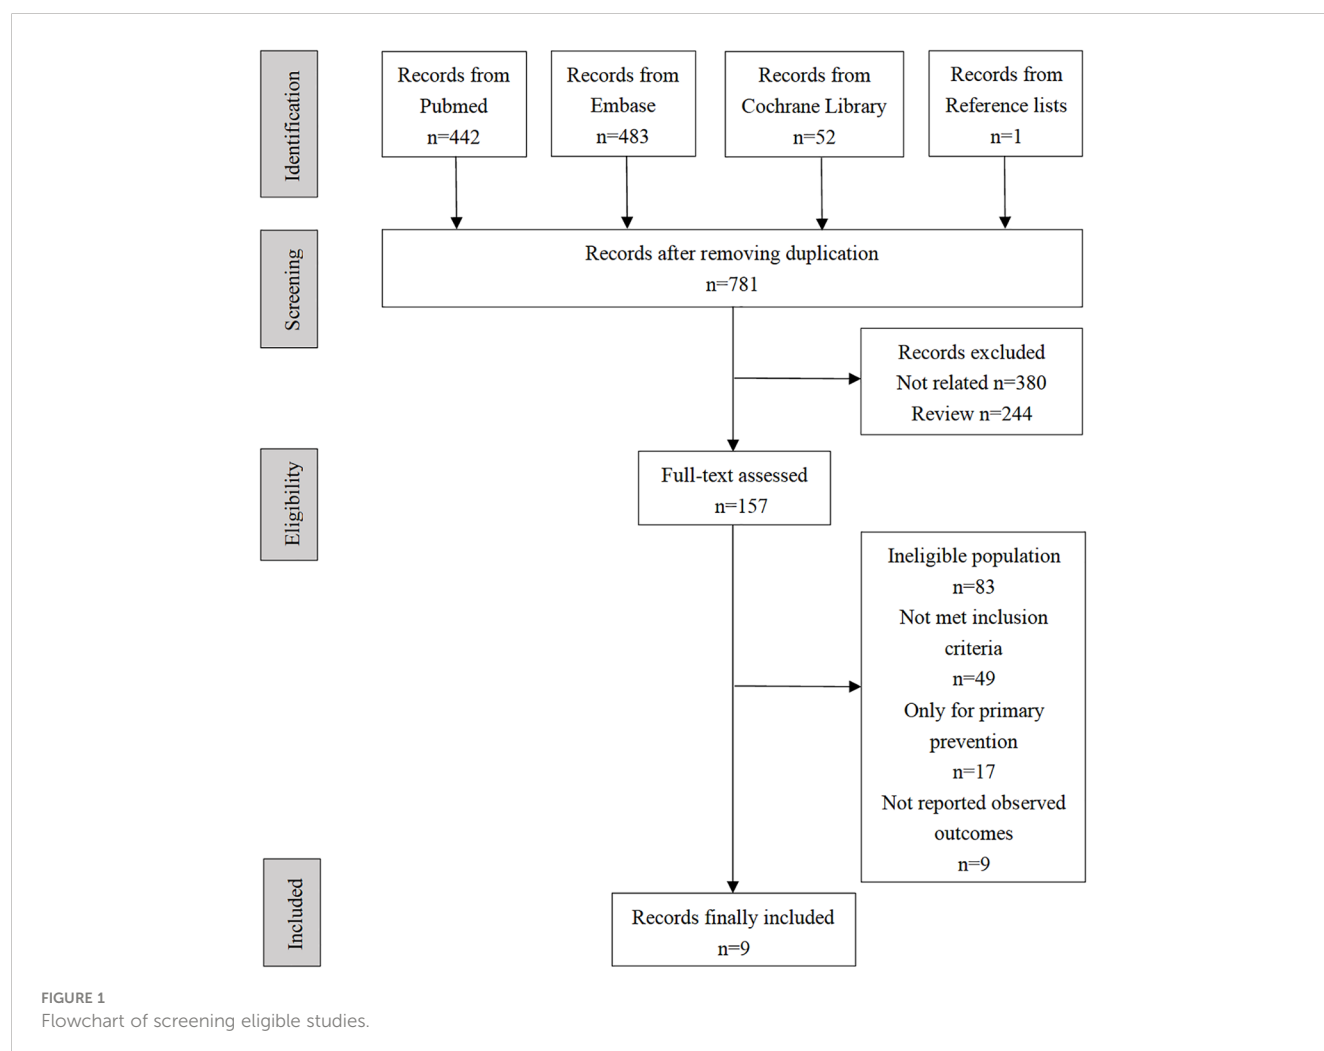 Identification
Records from
Pubmed
n=442
Records from
Embase
n=483
Records from
Cochrane Library
n=52
Records from
Reference lists
n=1
Screening
Records after removing duplication
n=781
Records excluded
Not related n=380
Review n=244
Eligibility
Full-text assessed
n=157
Ineligible population
n=83
Not met inclusion
criteria
n=49
Only for primary
prevention
n=17
Not reported observed
outcomes
n=9
Included
Records finally included
n=9
FIGURE 1
Flowchart of screening eligible studies.